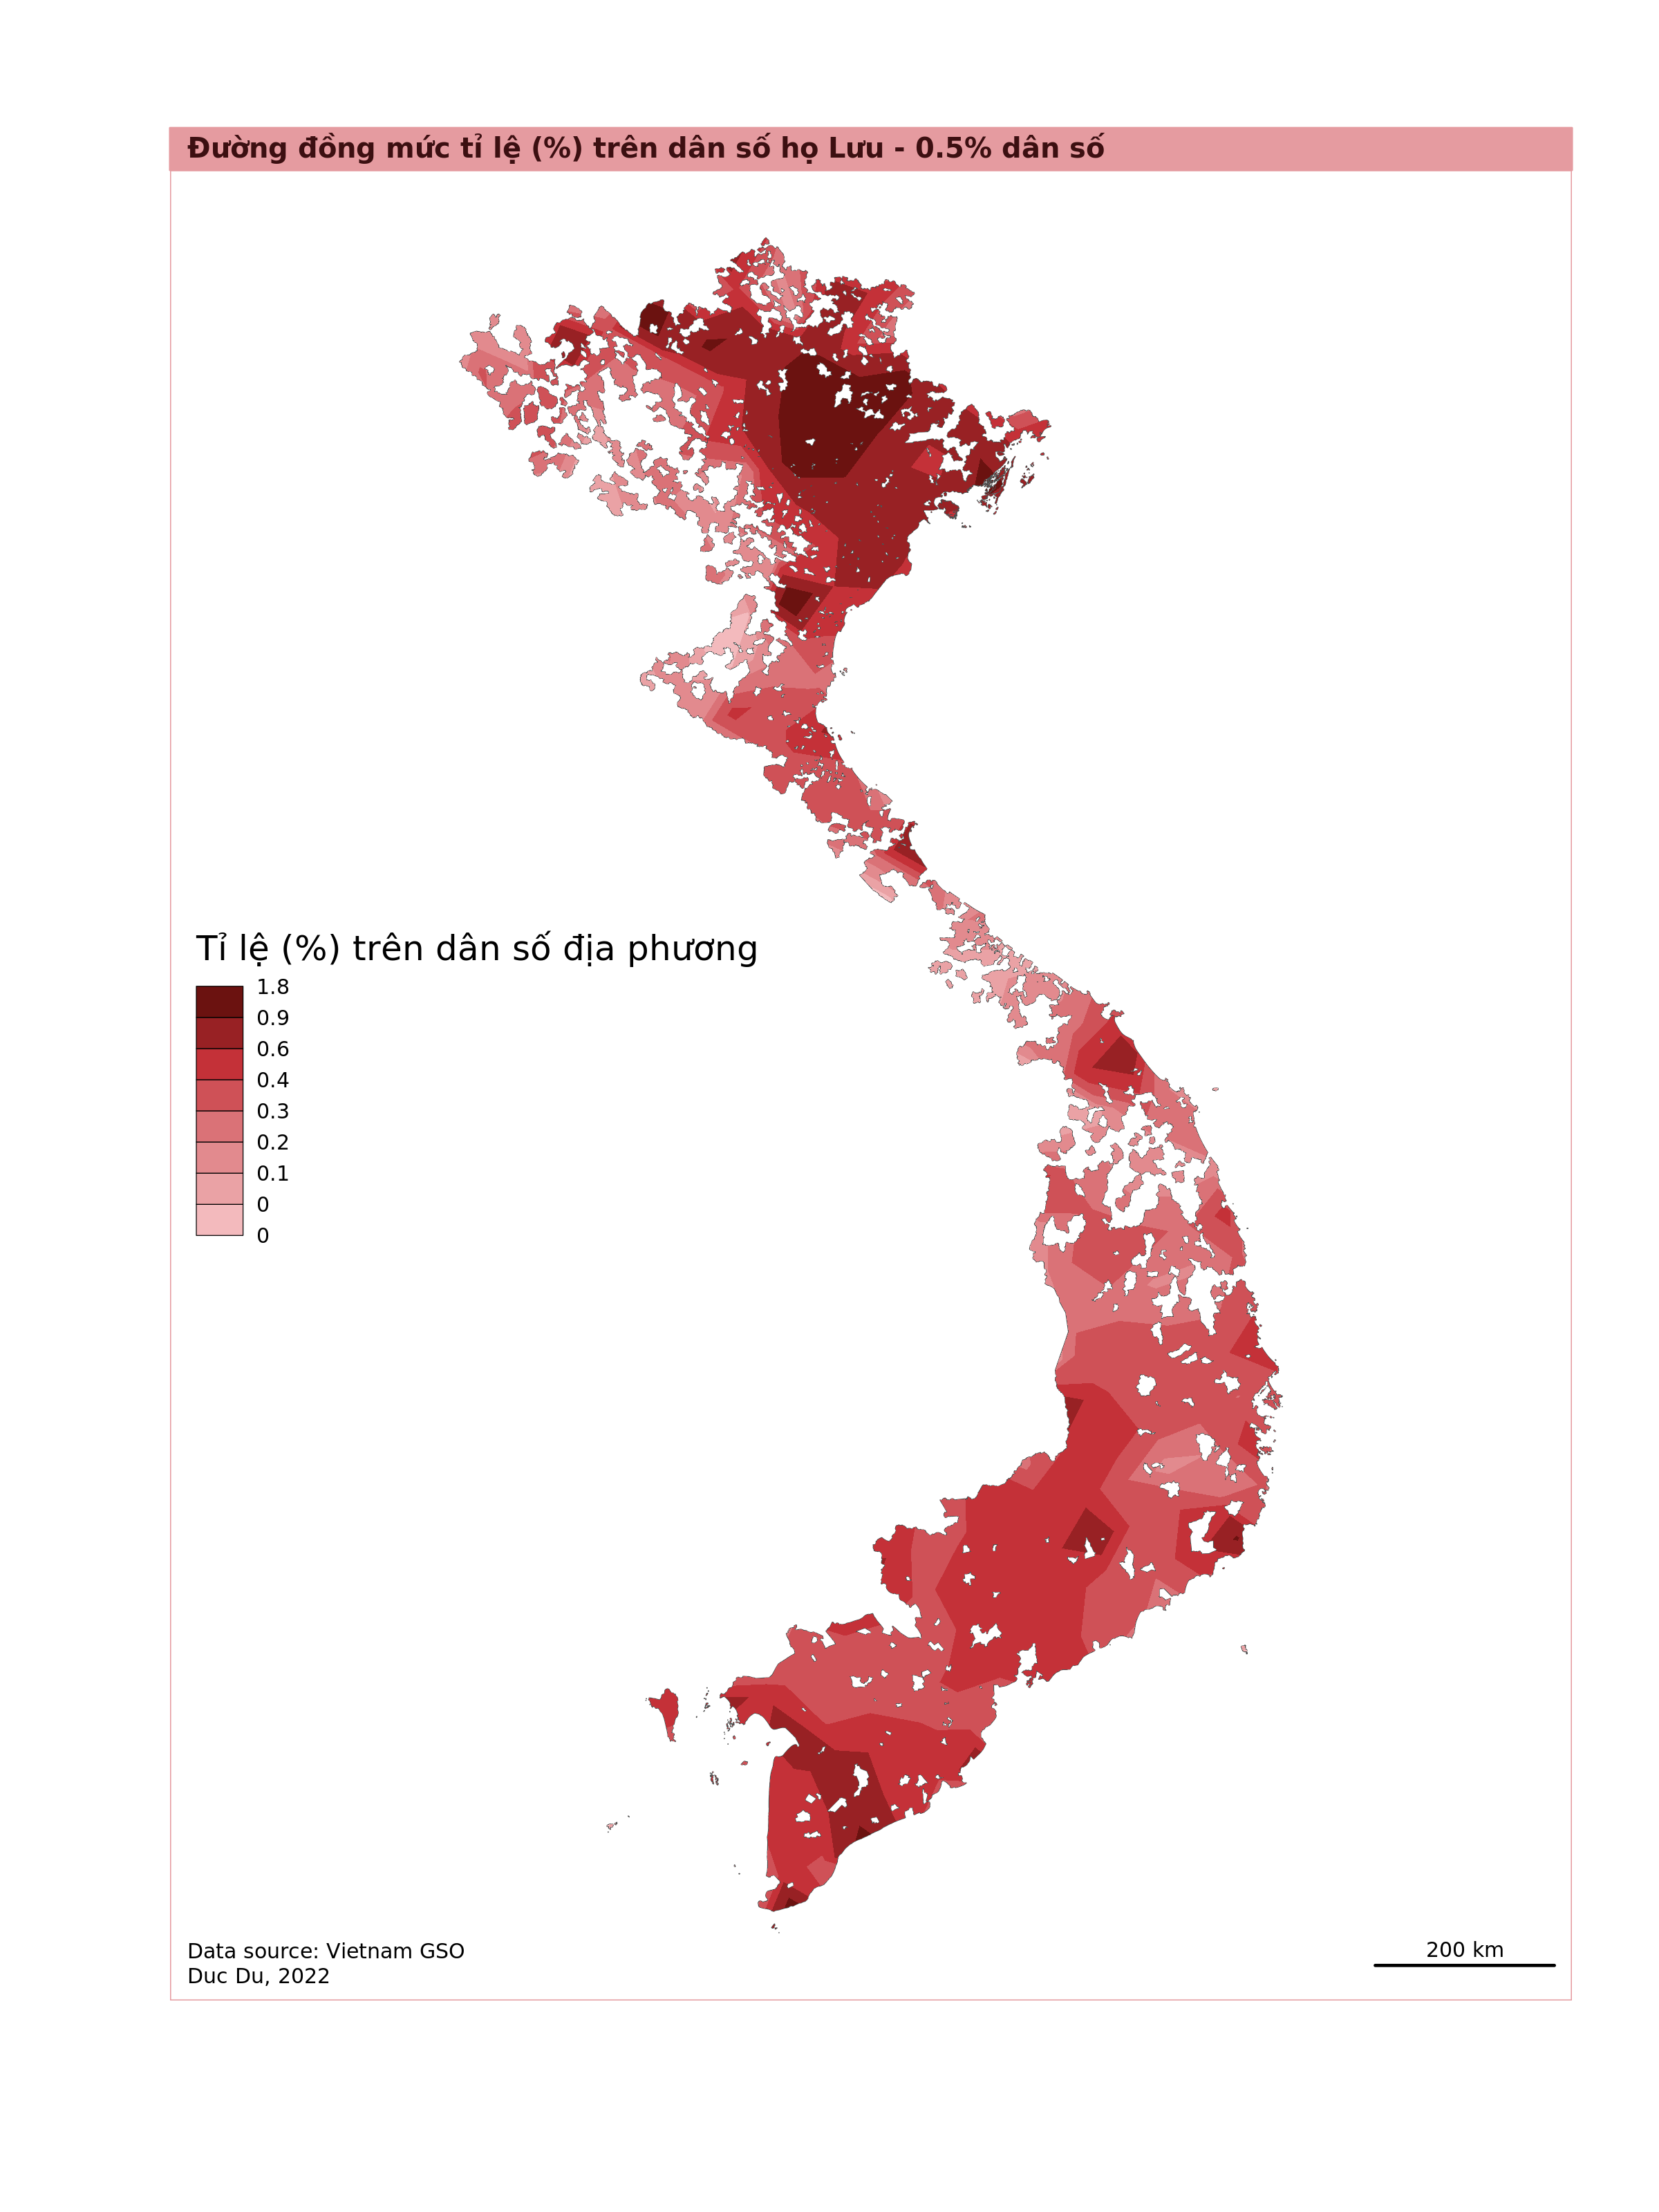 Đường đồng mức tỉ lệ (%) trên dân số họ Lưu - 0.5% dân số
Tỉ lệ (%) trên dân số địa phương
1.8
0.9
0.6
0.4
0.3
0.2
0.1
0
0
Data source: Vietnam GSO
Duc Du, 2022
200 km